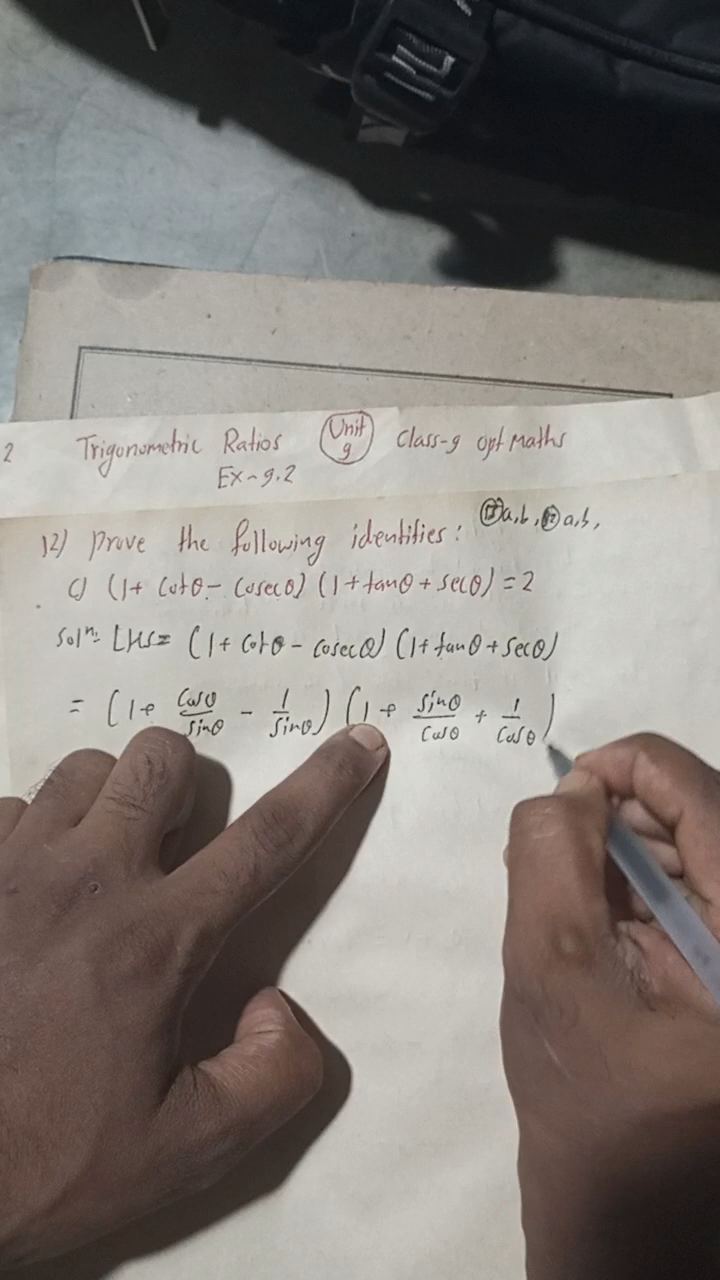 2 Trigonometric Ratios (Unit 9) Class-9 opt maths
Ex-9.2
12) Prove the following identities: a,b, a,b,
c) (1+ cotθ - cosecθ) (1+tanθ+secθ) = 2
Solⁿ: LHS= (1+ cotθ - cosecθ) (1+tanθ+secθ)
= (1+ cosθ/sinθ - 1/sinθ) (1+ sinθ/cosθ + 1/cosθ)